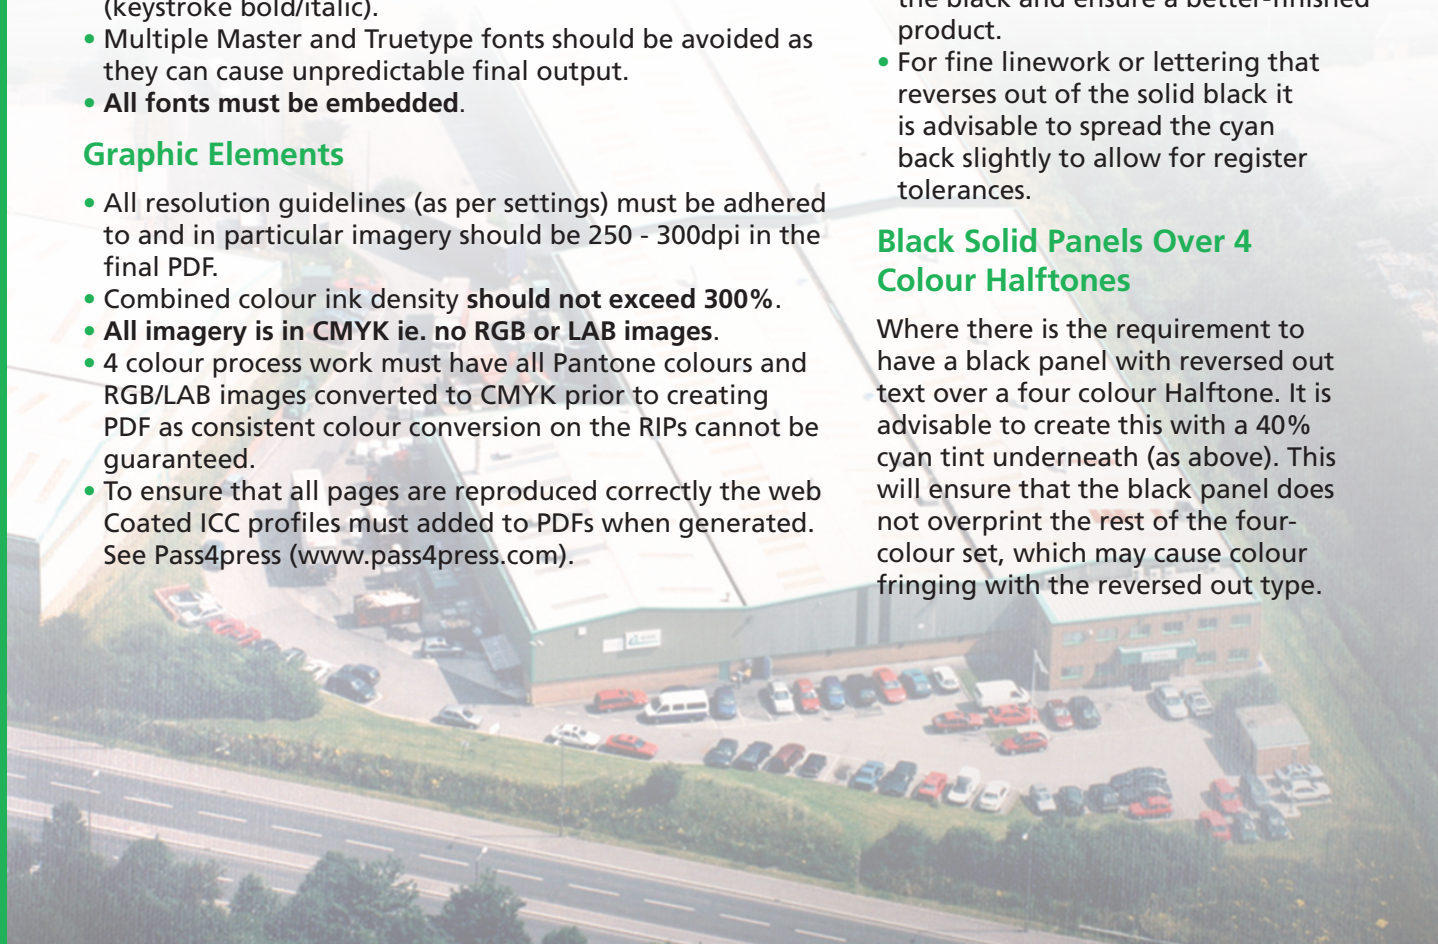 (keystroke bold/italic).
• Multiple Master and Truetype fonts should be avoided as
they can cause unpredictable final output.
• All fonts must be embedded.
Graphic Elements
• All resolution guidelines (as per settings) must be adhered
to and in particular imagery should be 250 - 300dpi in the
final PDF.
• Combined colour ink density should not exceed 300%.
• All imagery is in CMYK ie. no RGB or LAB images.
• 4 colour process work must have all Pantone colours and
RGB/LAB images converted to CMYK prior to creating
PDF as consistent colour conversion on the RIPs cannot be
guaranteed.
• To ensure that all pages are reproduced correctly the web
Coated ICC profiles must added to PDFs when generated.
See Pass4press (www.pass4press.com).
the black and ensure a better-finished
product.
• For fine linework or lettering that
reverses out of the solid black it
is advisable to spread the cyan
back slightly to allow for register
tolerances.
Black Solid Panels Over 4
Colour Halftones
Where there is the requirement to
have a black panel with reversed out
text over a four colour Halftone. It is
advisable to create this with a 40%
cyan tint underneath (as above). This
will ensure that the black panel does
not overprint the rest of the four-
colour set, which may cause colour
fringing with the reversed out type.